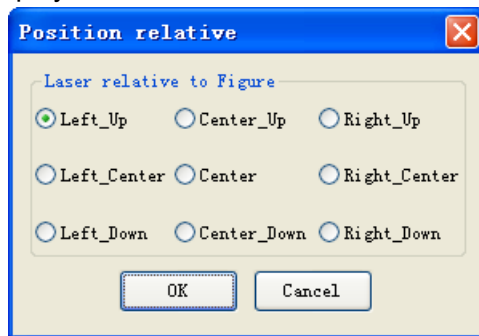 Position relative
Laser relative to Figure
Left_Up Center_Up Right_Up
Left_Center Center Right_Center
Left_Down Center_Down Right_Down
OK Cancel